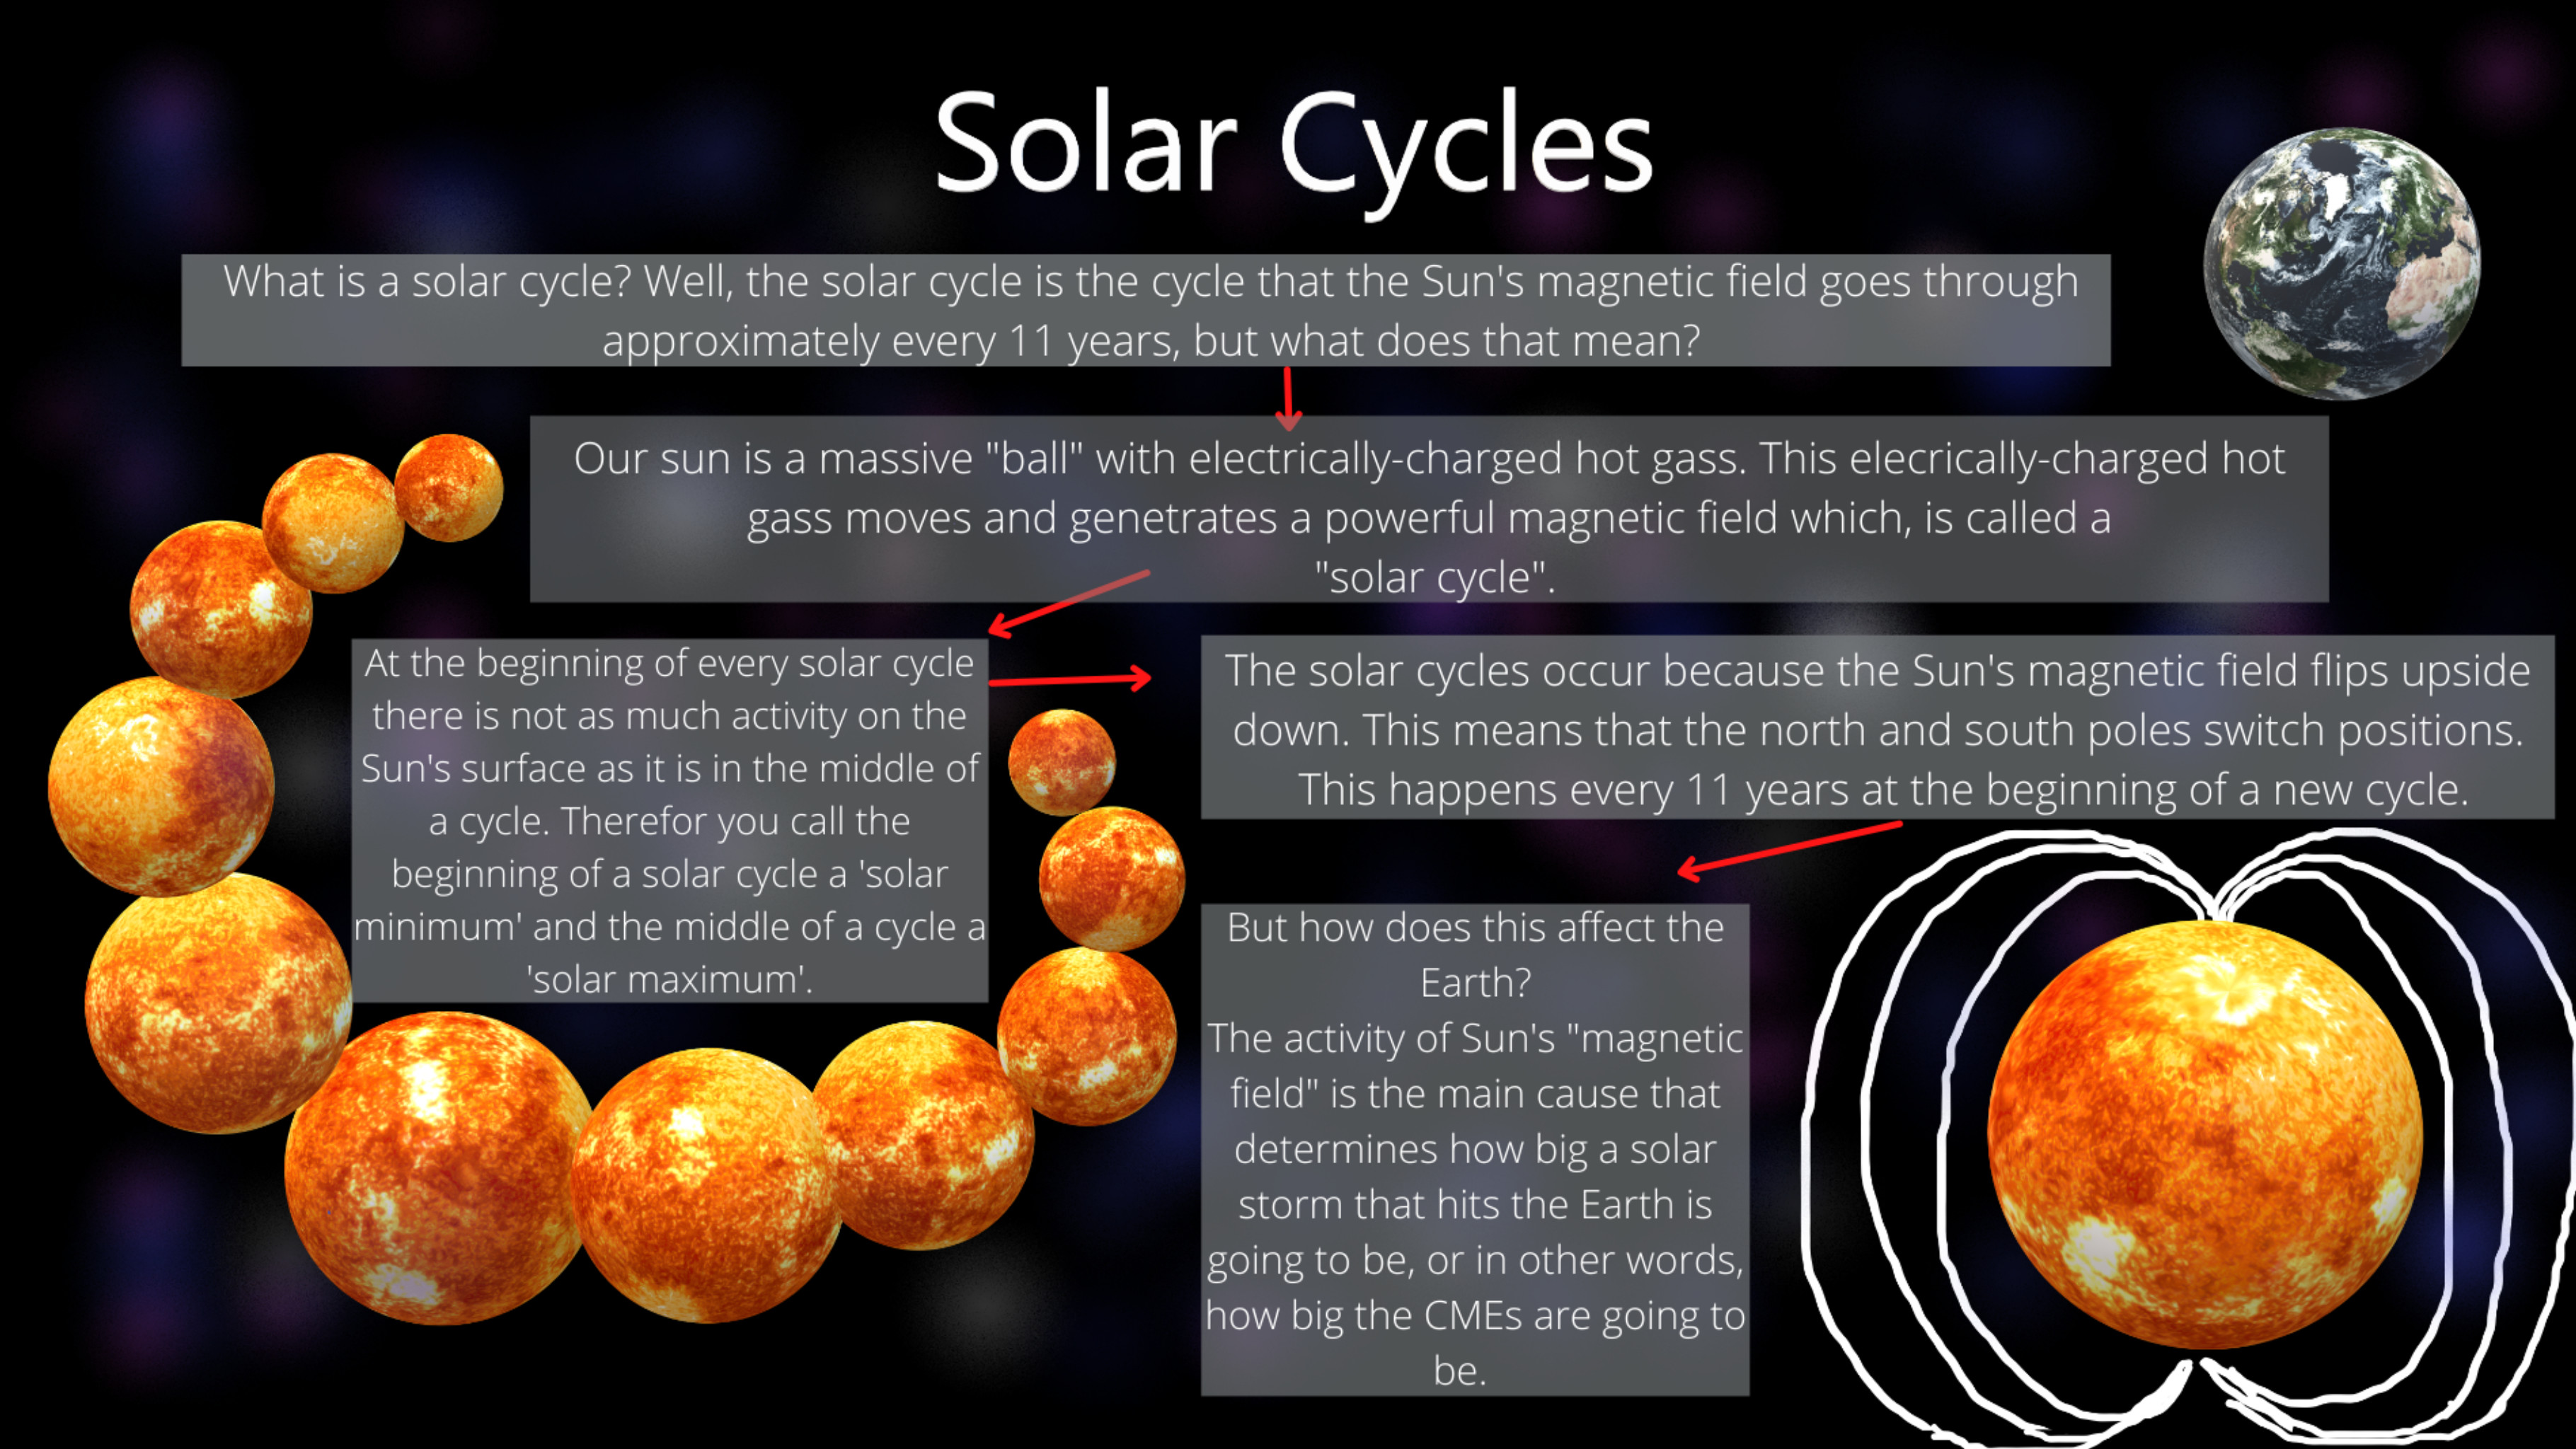 Solar Cycles
What is a solar cycle? Well, the solar cycle is the cycle that the Sun's magnetic field goes through
approximately every 11 years, but what does that mean?
Our sun is a massive "ball" with electrically-charged hot gass. This elecrically-charged hot
gass moves and genetrates a powerful magnetic field which, is called a
"solar cycle".
At the beginning of every solar cycle
there is not as much activity on the
Sun's surface as it is in the middle of
a cycle. Therefor you call the
beginning of a solar cycle a 'solar
minimum' and the middle of a cycle a
'solar maximum'.
The solar cycles occur because the Sun's magnetic field flips upside
down. This means that the north and south poles switch positions.
This happens every 11 years at the beginning of a new cycle.
But how does this affect the
Earth?
The activity of Sun's "magnetic
field" is the main cause that
determines how big a solar
storm that hits the Earth is
going to be, or in other words,
how big the CMEs are going to
be.